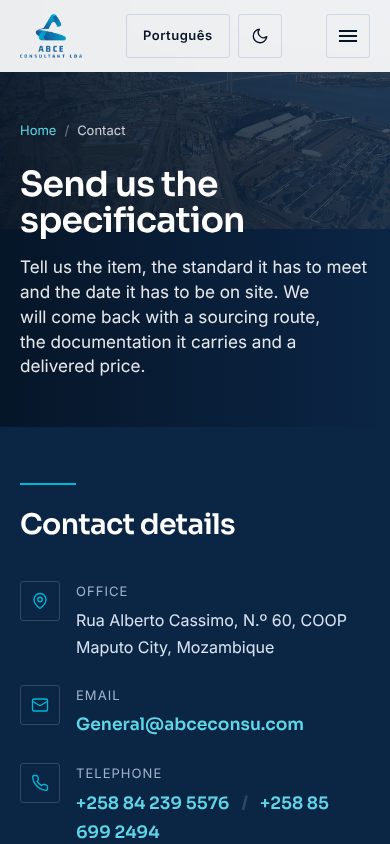 ABCE
CONSULTANT LDA
Português
Home / Contact
Send us the
specification
Tell us the item, the standard it has to meet
and the date it has to be on site. We
will come back with a sourcing route,
the documentation it carries and a
delivered price.
Contact details
OFFICE
Rua Alberto Cassimo, N.º 60, COOP
Maputo City, Mozambique
EMAIL
General@abceconsu.com
TELEPHONE
+258 84 239 5576 / +258 85
699 2494